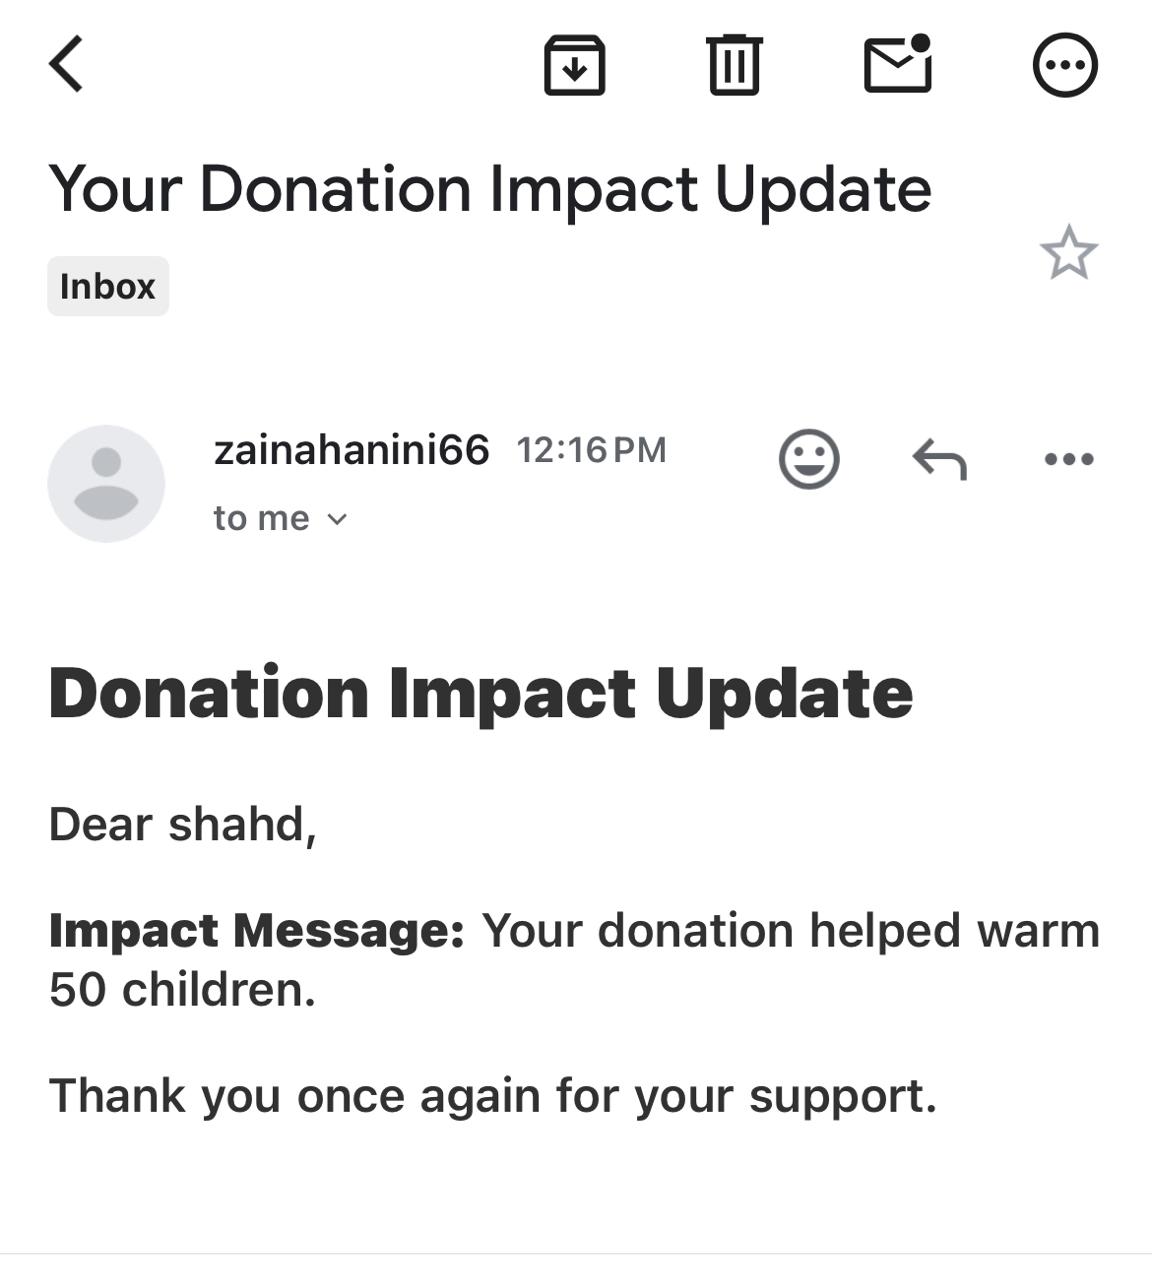 Your Donation Impact Update
Inbox
zainahanini66 12:16 PM
to me
Donation Impact Update
Dear shahd,
Impact Message: Your donation helped warm
50 children.
Thank you once again for your support.